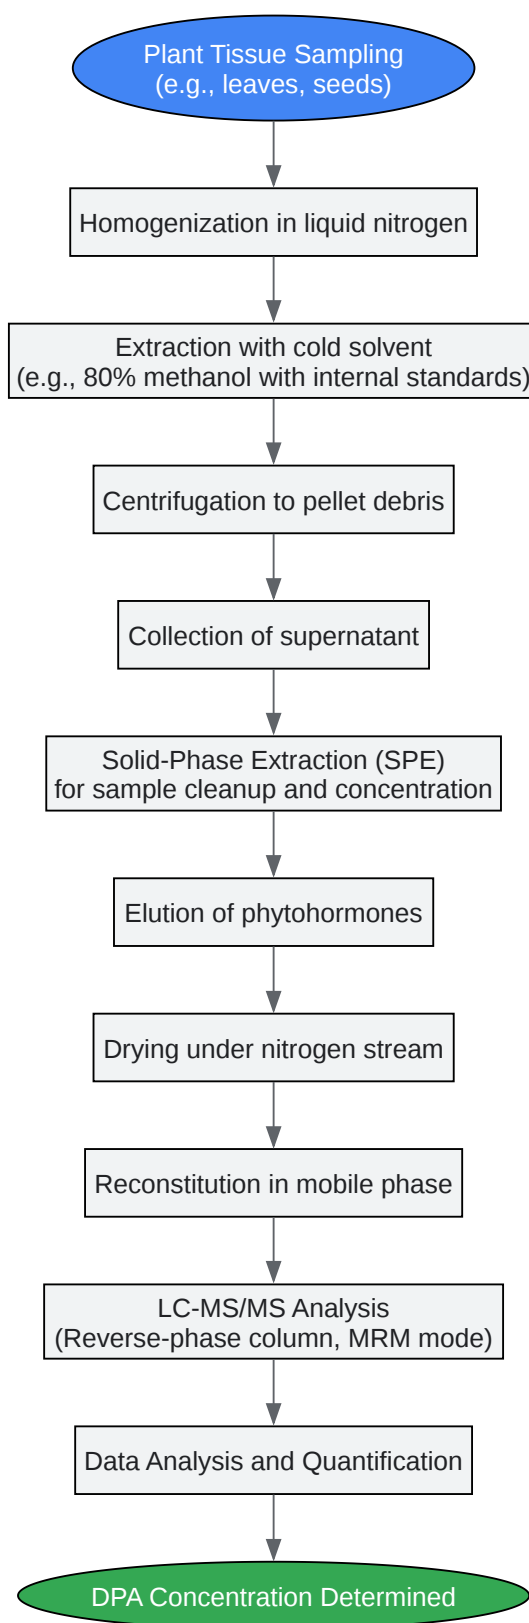 Plant Tissue Sampling
(e.g., leaves, seeds)
Homogenization in liquid nitrogen
Extraction with cold solvent
(e.g., 80% methanol with internal standards)
Centrifugation to pellet debris
Collection of supernatant
Solid-Phase Extraction (SPE)
for sample cleanup and concentration
Elution of phytohormones
Drying under nitrogen stream
Reconstitution in mobile phase
LC-MS/MS Analysis
(Reverse-phase column, MRM mode)
Data Analysis and Quantification
DPA Concentration Determined